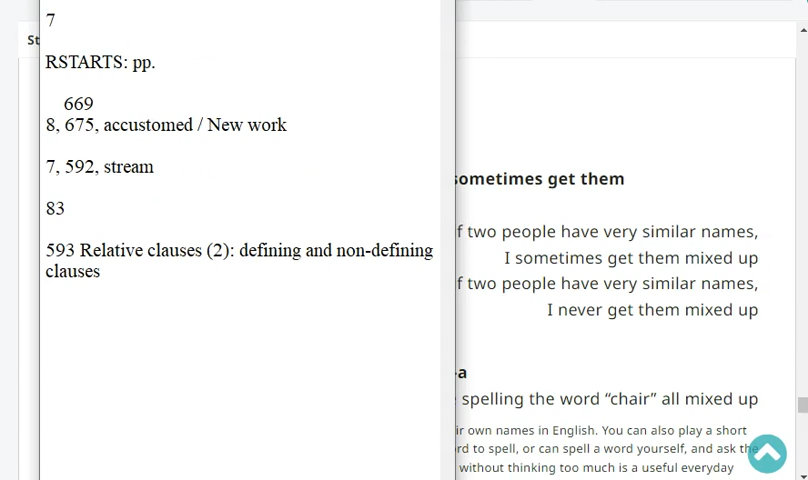 7
RSTARTS: pp.
669
8, 675, accustomed / New work
7, 592, stream
83
593 Relative clauses (2): defining and non-defining
clauses
St
sometimes get them
f two people have very similar names,
I sometimes get them mixed up
f two people have very similar names,
I never get them mixed up
-a
spelling the word “chair” all mixed up
ir own names in English. You can also play a short
rd to spell, or can spell a word yourself, and ask the
without thinking too much is a useful everyday